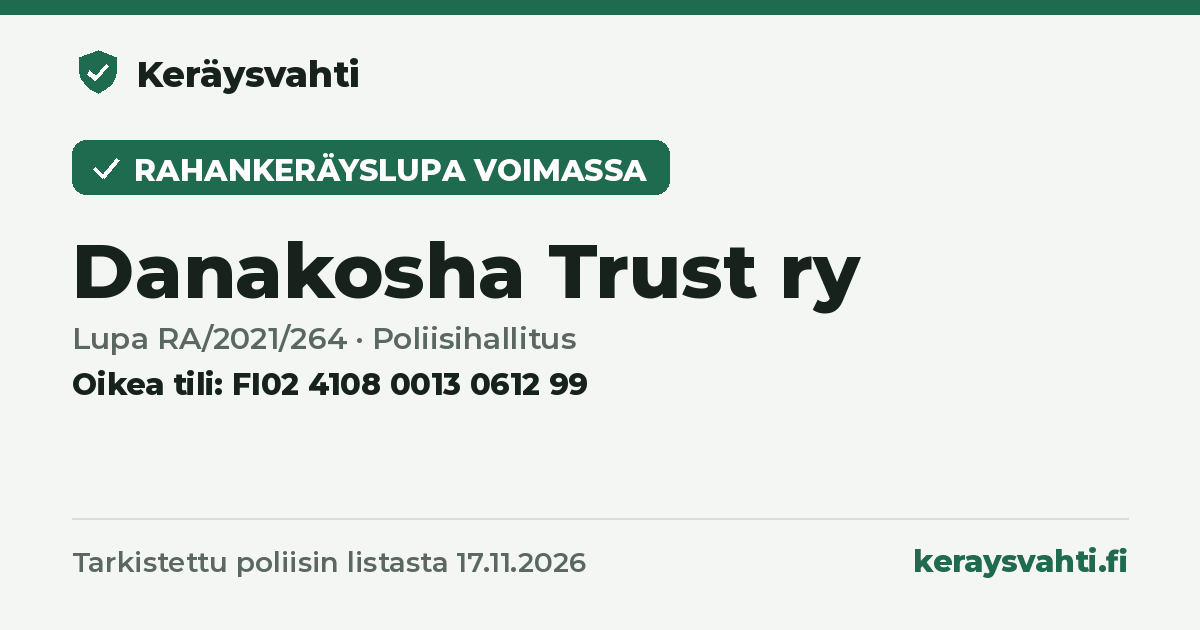 Keräysvahti
RAHANKERÄYSLUPA VOIMASSA
Danakosha Trust ry
Lupa RA/2021/264 · Poliisihallitus
Oikea tili: FI02 4108 0013 0612 99
Tarkistettu poliisin listasta 17.11.2026
keraysvahti.fi